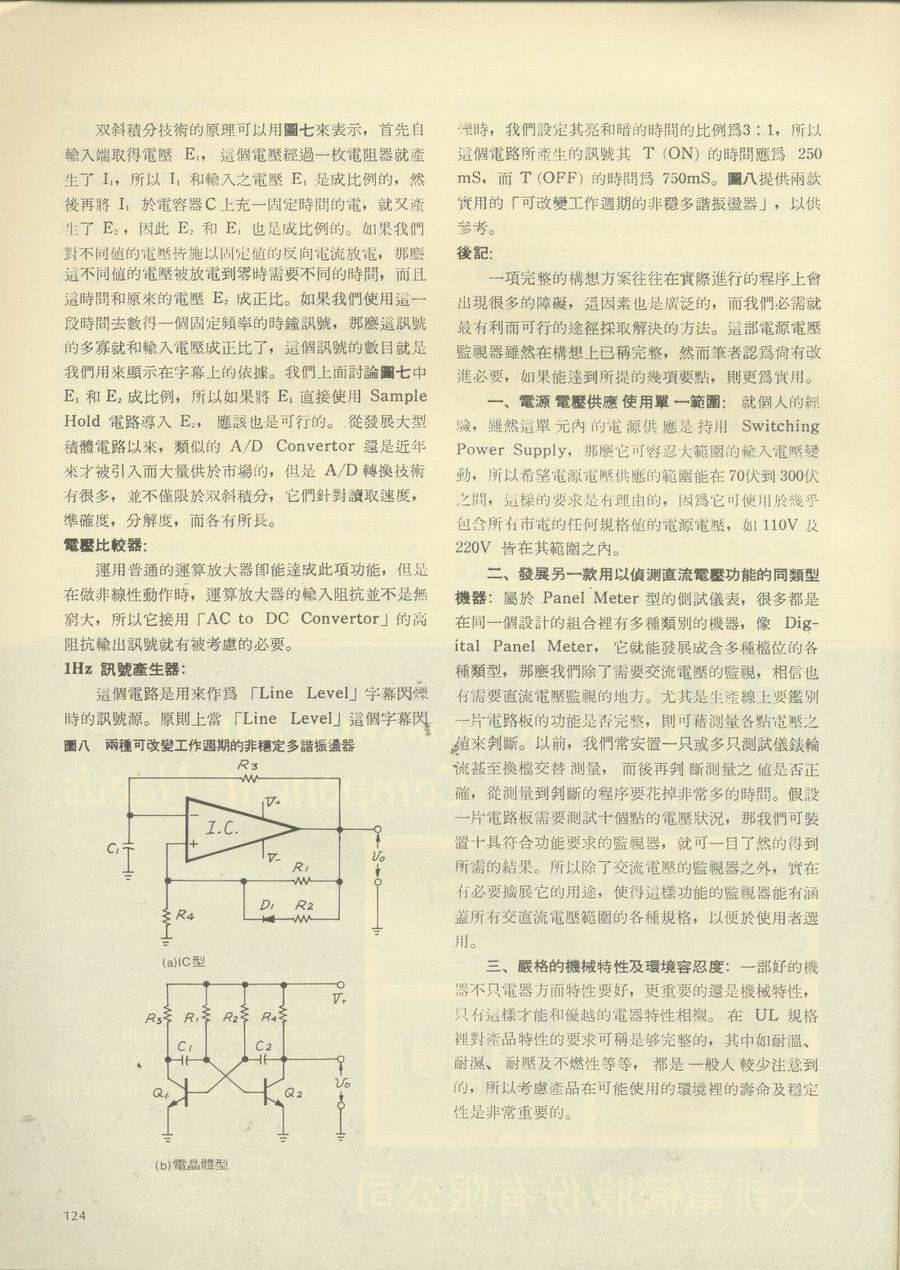 双斜積分技術的原理可以用圖七來表示，首先自
輸入端取得電壓 E₁， 這個電壓經過一枚電阻器就產
生了 I₁，所以 I₁ 和輸入之電壓 E₁ 是成比例的，然
後再將 I₁ 於電容器C上充一固定時間的電，就又產
生了 E₂，因此 E₂ 和 E₁ 也是成比例的。如果我們
對不同値的電壓皆施以固定値的反向電流放電，那麽
這不同値的電壓被放電到零時需要不同的時間，而且
這時間和原來的電壓 E₂ 成正比。如果我們使用這一
段時間去數得一個固定頻率的時鐘訊號，那麽這訊號
的多寡就和輸入電壓成正比了，這個訊號的數目就是
我們用來顯示在字幕上的依據。我們上面討論圖七中
E₁ 和 E₂ 成比例，所以如果將 E₁ 直接使用 Sample
Hold 電路導入 E₂， 應該也是可行的。從發展大型
積體電路以來，類似的 A/D Convertor 還是近年
來才被引入而大量供於市場的，但是 A/D 轉換技術
有很多，並不僅限於双斜積分，它們針對讀取速度，
準確度，分解度，而各有所長。
電壓比較器:
運用普通的運算放大器卽能達成此項功能，但是
在做非線性動作時，運算放大器的輸入阻抗並不是無
窮大，所以它接用「AC to DC Convertor」的高
阻抗輸出訊號就有被考慮的必要。
1Hz 訊號產生器:
這個電路是用來作爲 「Line Level」字幕閃爍
時的訊號源。原則上當 「Line Level」這個字幕閃
圖八 兩種可改變工作週期的非穩定多諧振盪器
R3
V+
I.C.
−
+
V-
C1
R1
D1 R2
R4
Vo
(a)IC型
V+
R3 R1 R2 R4
C1 C2
Q1 Q2
Vo
(b)電晶體型
124
爍時，我們設定其亮和暗的時間的比例爲3：1，所以
這個電路所產生的訊號其 T (ON) 的時間應爲 250
mS，而 T (OFF) 的時間爲 750mS。圖八提供兩款
實用的「可改變工作週期的非穩多諧振盪器」，以供
參考。
後記:
一項完整的構想方案往往在實際進行的程序上會
出現很多的障礙，這因素也是廣泛的，而我們必需就
最有利而可行的途徑採取解決的方法。這部電源電壓
監視器雖然在構想上已稱完整，然而筆者認爲尙有改
進必要，如果能達到所提的幾項要點，則更爲實用。
一、電源電壓供應使用單一範圍： 就個人的經
驗，雖然這單元內的電源供應是持用 Switching
Power Supply，那麽它可容忍大範圍的輸入電壓變
動，所以希望電源電壓供應的範圍能在70伏到300伏
之間，這樣的要求是有理由的，因爲它可使用於幾乎
包含所有市電的任何規格値的電源電壓，如 110V 及
220V 皆在其範圍之內。
二、發展另一款用以偵測直流電壓功能的同類型
機器：屬於 Panel Meter 型的側試儀表，很多都是
在同一個設計的組合裡有多種類別的機器，像 Dig-
ital Panel Meter， 它就能發展成含多種檔位的各
種類型，那麽我們除了需要交流電壓的監視，相信也
有需要直流電壓監視的地方。尤其是生產線上要鑑別
一片電路板的功能是否完整，則可藉測量各點電壓之
値來判斷。以前，我們常安置一只或多只測試儀錶輪
流甚至換檔交替測量， 而後再判斷測量之値是否正
確，從測量到判斷的程序要花掉非常多的時間。假設
一片電路板需要測試十個點的電壓狀況，那我們可裝
置十具符合功能要求的監視器，就可一目了然的得到
所需的結果。所以除了交流電壓的監視器之外，實在
有必要擴展它的用途，使得這樣功能的監視器能有涵
蓋所有交直流電壓範圍的各種規格，以便於使用者選
用。
三、嚴格的機械特性及環境容忍度：一部好的機
器不只電器方面特性要好，更重要的還是機械特性，
只有這樣才能和優越的電器特性相襯。在 UL 規格
裡對產品特性的要求可稱是够完整的，其中如耐溫、
耐濕、 耐壓及不燃性等等， 都是一般人較少注意到
的，所以考慮產品在可能使用的環境裡的壽命及穩定
性是非常重要的。